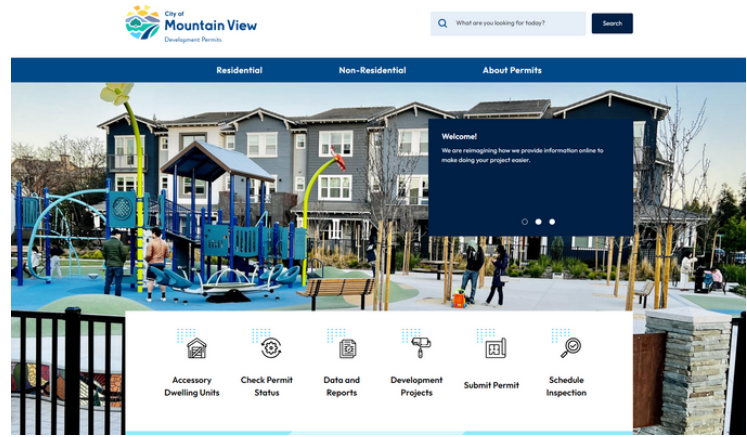 City of
Mountain View
Development Permits
What are you looking for today?
Search
Residential
Non-Residential
About Permits
Welcome!
We are reimagining how we provide information online to
make doing your project easier.
Accessory
Dwelling Units
Check Permit
Status
Data and
Reports
Development
Projects
Submit Permit
Schedule
Inspection